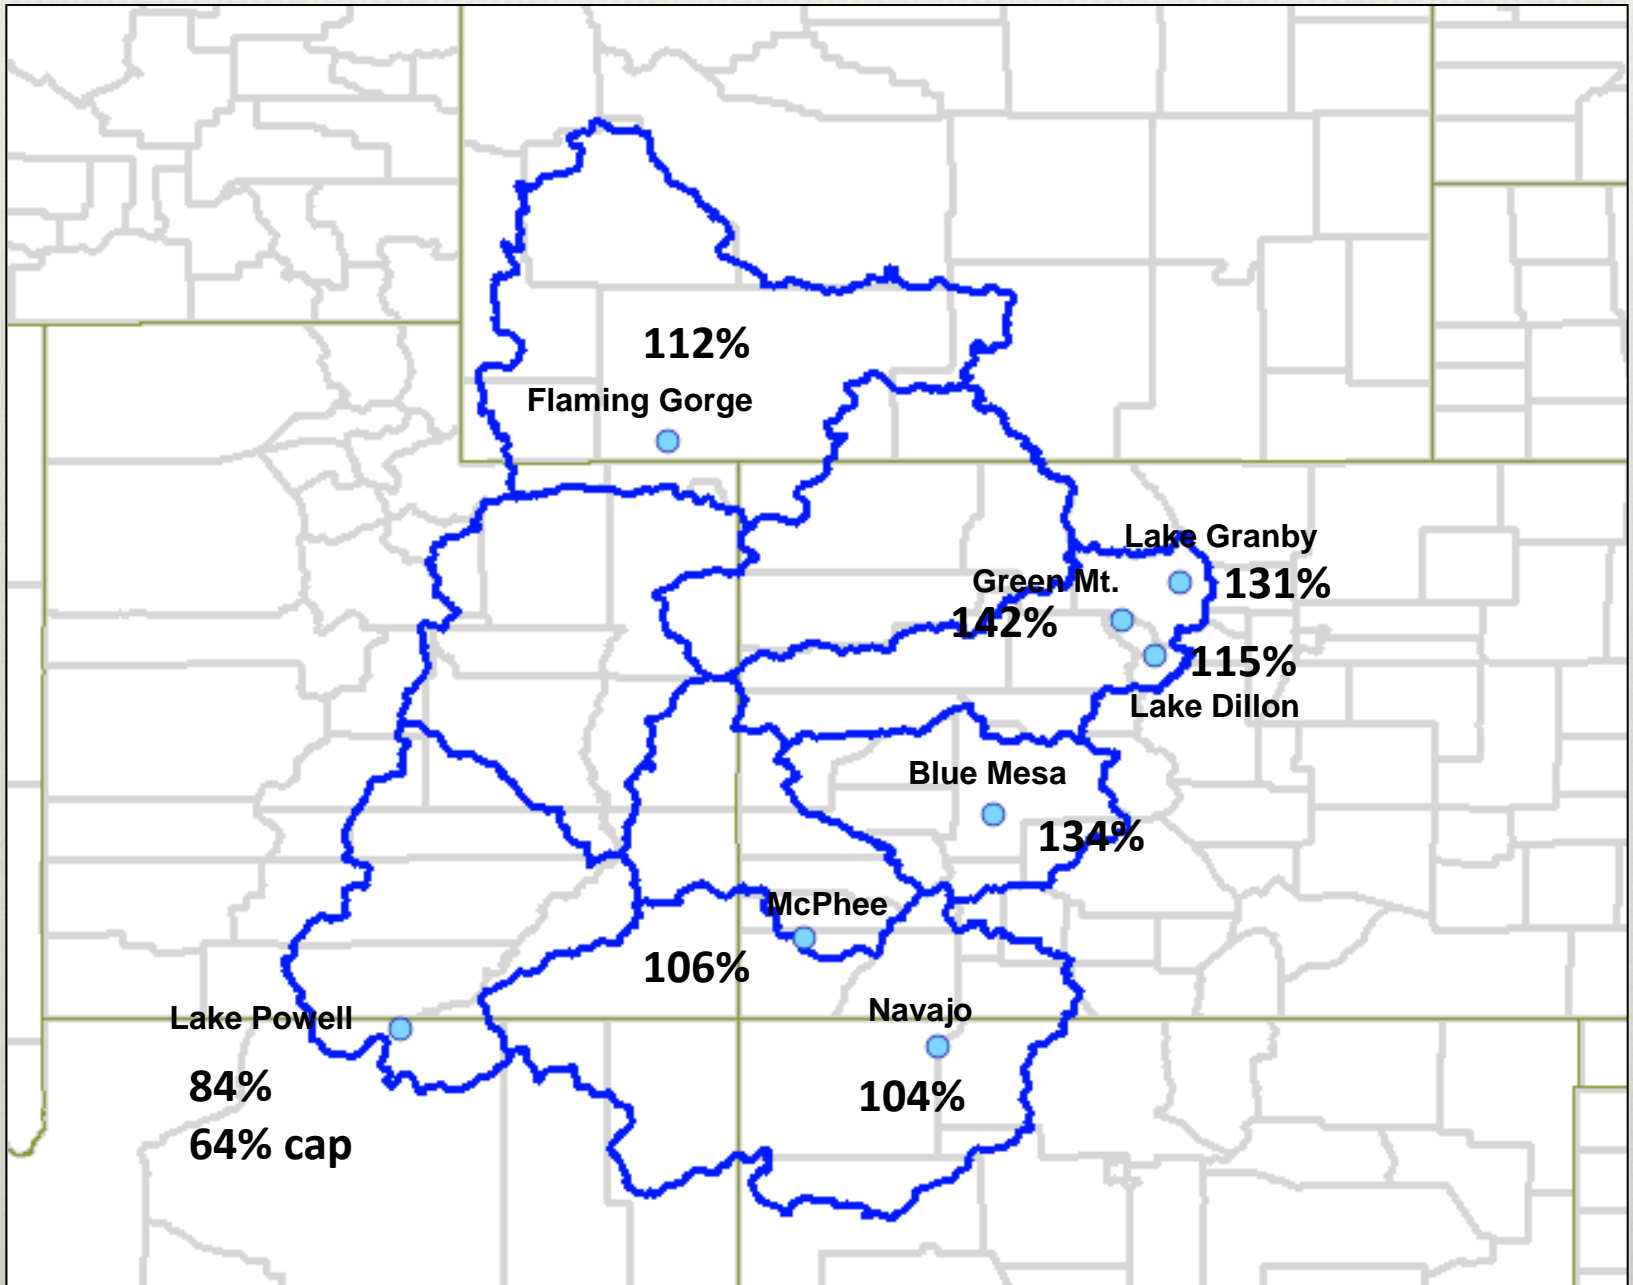 112%
Flaming Gorge
Lake Granby
131%
Green Mt.
142%
115%
Lake Dillon
Blue Mesa
134%
McPhee
106%
Navajo
104%
Lake Powell
84%
64% cap